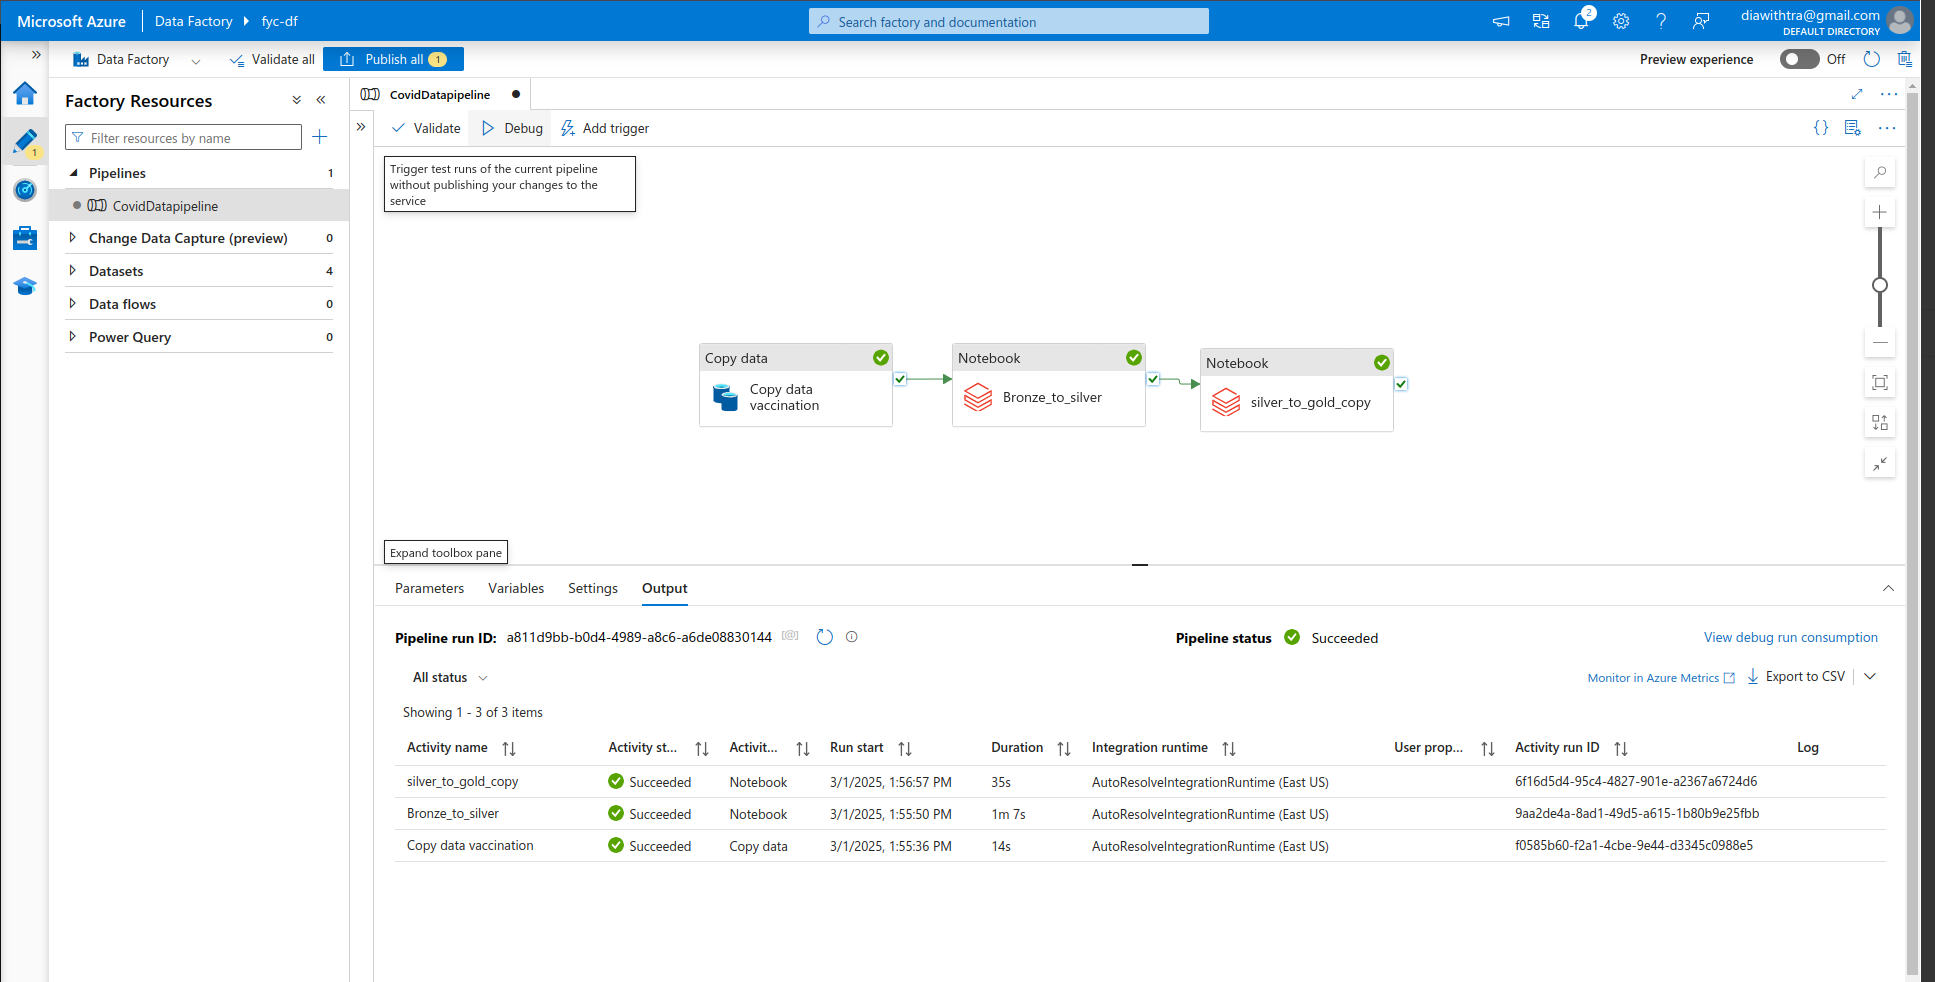 Microsoft Azure Data Factory fyc-df
Search factory and documentation
2
diawithtra@gmail.com
DEFAULT DIRECTORY
Data Factory
Validate all
Publish all 1
Preview experience
Off
1
Factory Resources
Filter resources by name
Pipelines 1
CovidDatapipeline
Change Data Capture (preview) 0
Datasets 4
Data flows 0
Power Query 0
CovidDatapipeline
Validate
Debug
Add trigger
{}
Trigger test runs of the current pipeline
without publishing your changes to the
service
Copy data
Copy data
vaccination
Notebook
Bronze_to_silver
Notebook
silver_to_gold_copy
Expand toolbox pane
Parameters Variables Settings Output
Pipeline run ID: a811d9bb-b0d4-4989-a8c6-a6de08830144 [@]
Pipeline status Succeeded
View debug run consumption
All status
Monitor in Azure Metrics
Export to CSV
Showing 1 - 3 of 3 items
Activity name Activity st... Activit... Run start Duration Integration runtime User prop... Activity run ID Log
silver_to_gold_copy Succeeded Notebook 3/1/2025, 1:56:57 PM 35s AutoResolveIntegrationRuntime (East US) 6f16d5d4-95c4-4827-901e-a2367a6724d6
Bronze_to_silver Succeeded Notebook 3/1/2025, 1:55:50 PM 1m 7s AutoResolveIntegrationRuntime (East US) 9aa2de4a-8ad1-49d5-a615-1b80b9e25fbb
Copy data vaccination Succeeded Copy data 3/1/2025, 1:55:36 PM 14s AutoResolveIntegrationRuntime (East US) f0585b60-f2a1-4cbe-9e44-d3345c0988e5